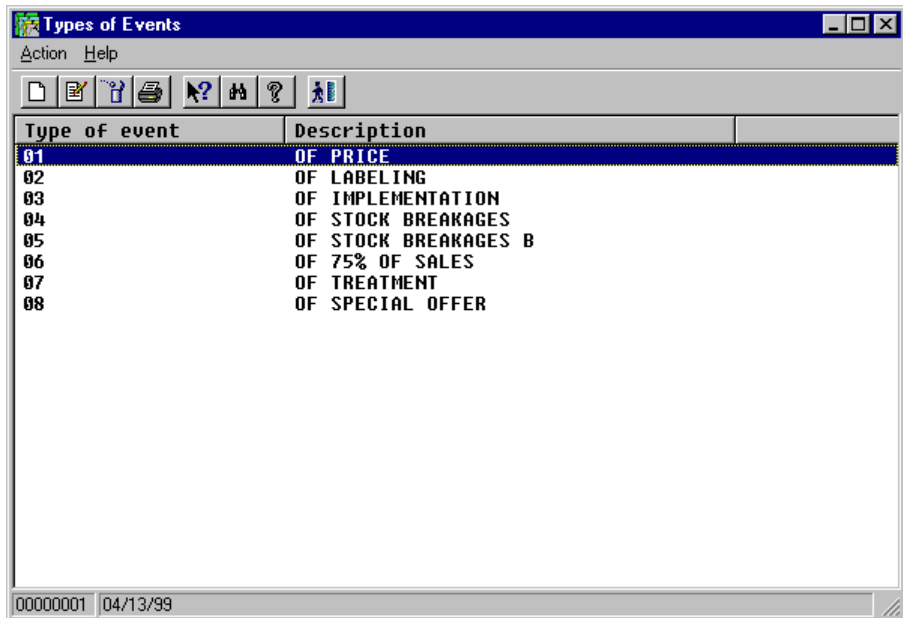 Types of Events
Action Help
Type of event Description
01 OF PRICE
02 OF LABELING
03 OF IMPLEMENTATION
04 OF STOCK BREAKAGES
05 OF STOCK BREAKAGES B
06 OF 75% OF SALES
07 OF TREATMENT
08 OF SPECIAL OFFER
00000001 04/13/99